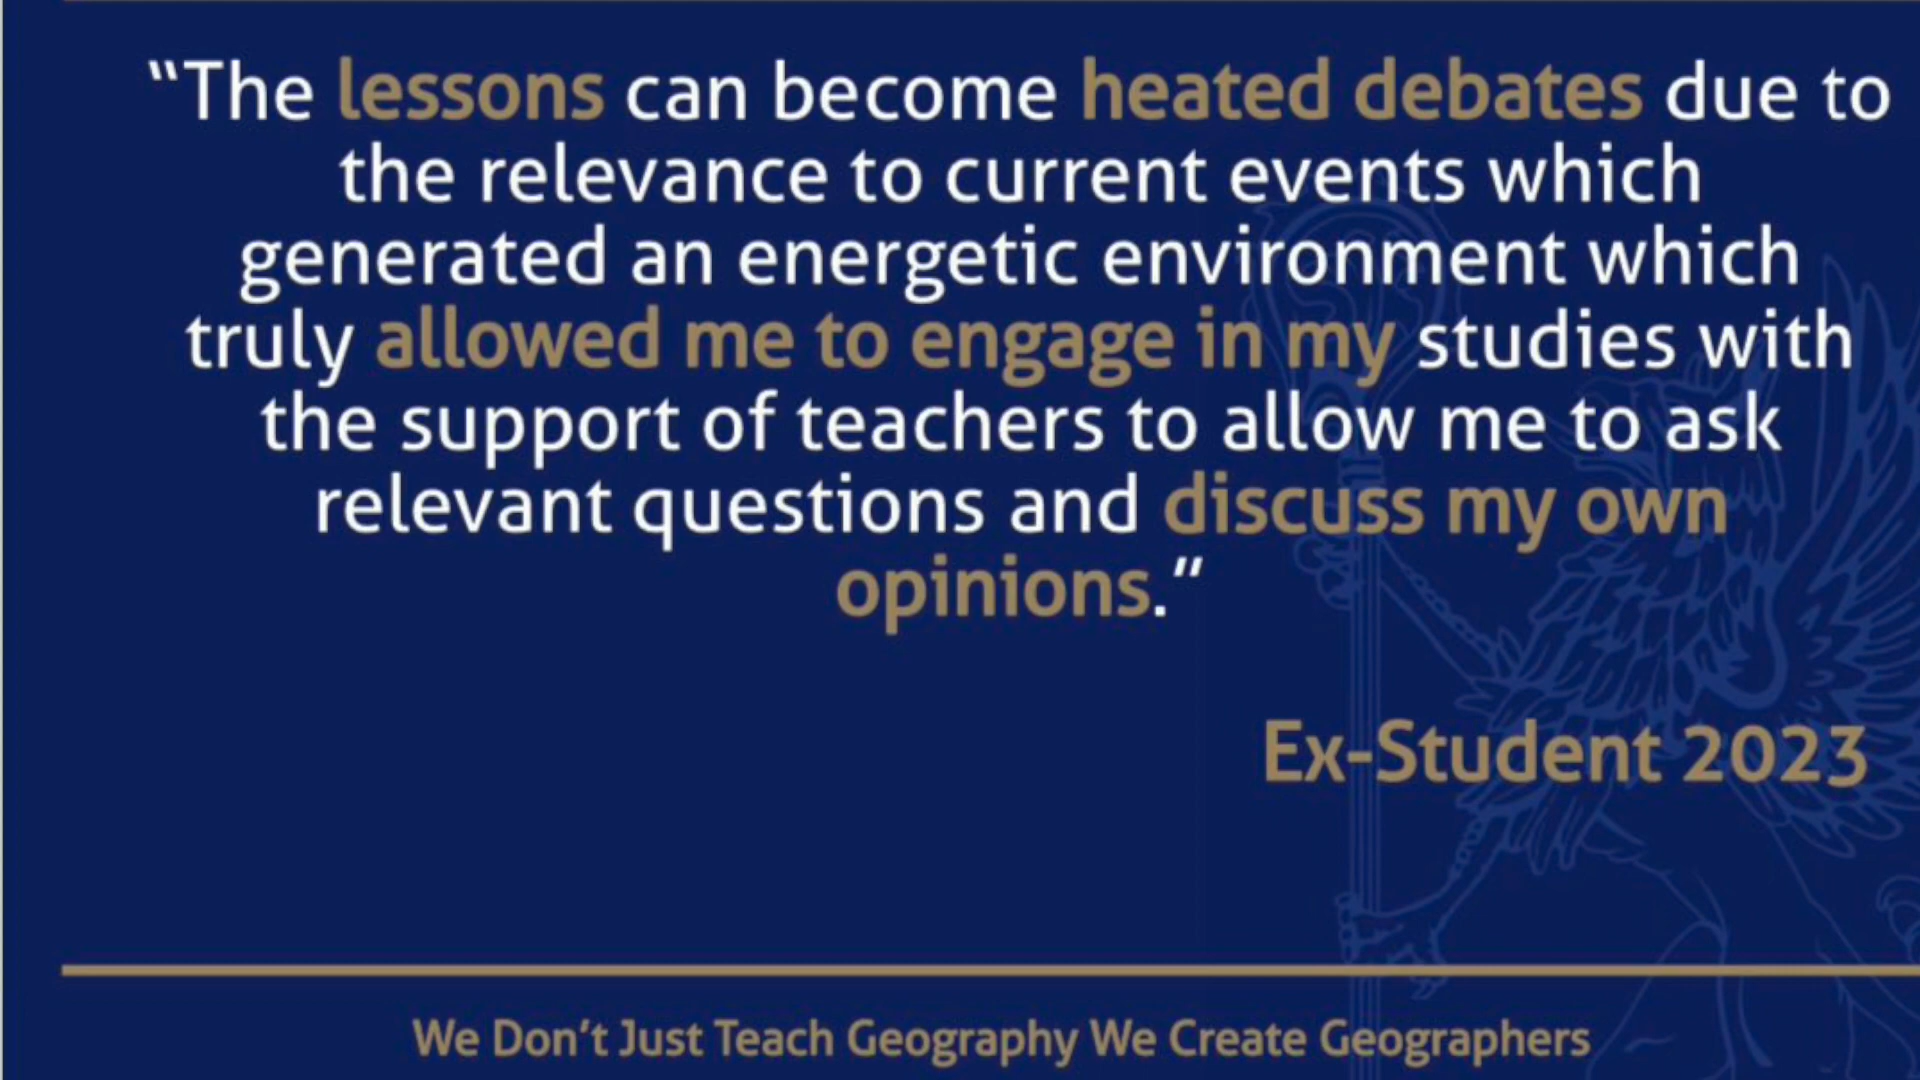 “The lessons can become heated debates due to
the relevance to current events which
generated an energetic environment which
truly allowed me to engage in my studies with
the support of teachers to allow me to ask
relevant questions and discuss my own
opinions.”
Ex-Student 2023
We Don’t Just Teach Geography We Create Geographers